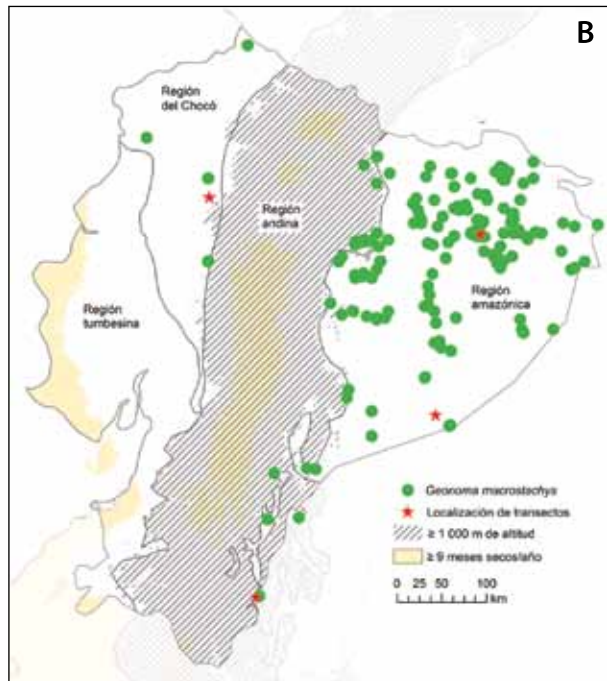 B
Región
del Chocó
Región
andina
Región
tumbesina
Región
amazónica
Geonoma macrostachys
Localización de transectos
≥ 1 000 m de altitud
≥ 9 meses secos/año
0 25 50 100
km